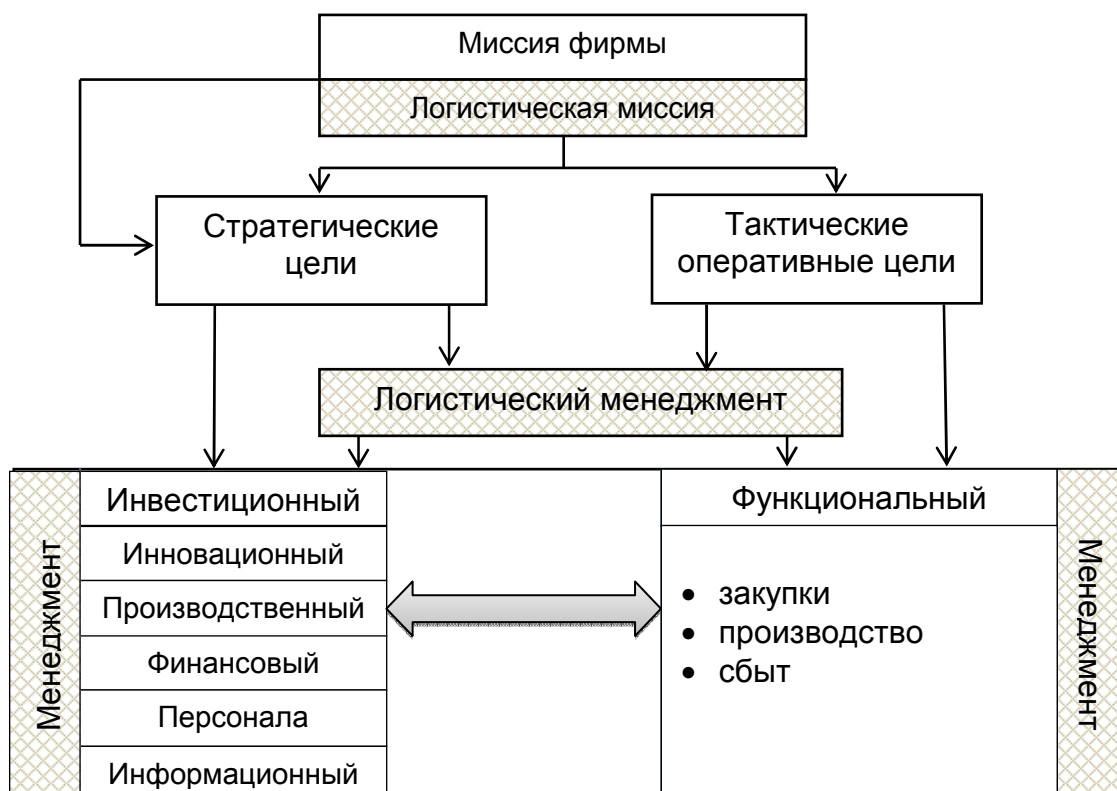 Миссия фирмы
Логистическая миссия
Стратегические
цели
Тактические
оперативные цели
Логистический менеджмент
Менеджмент
Инвестиционный
Инновационный
Производственный
Финансовый
Персонала
Информационный
Функциональный
• закупки
• производство
• сбыт
Менеджмент